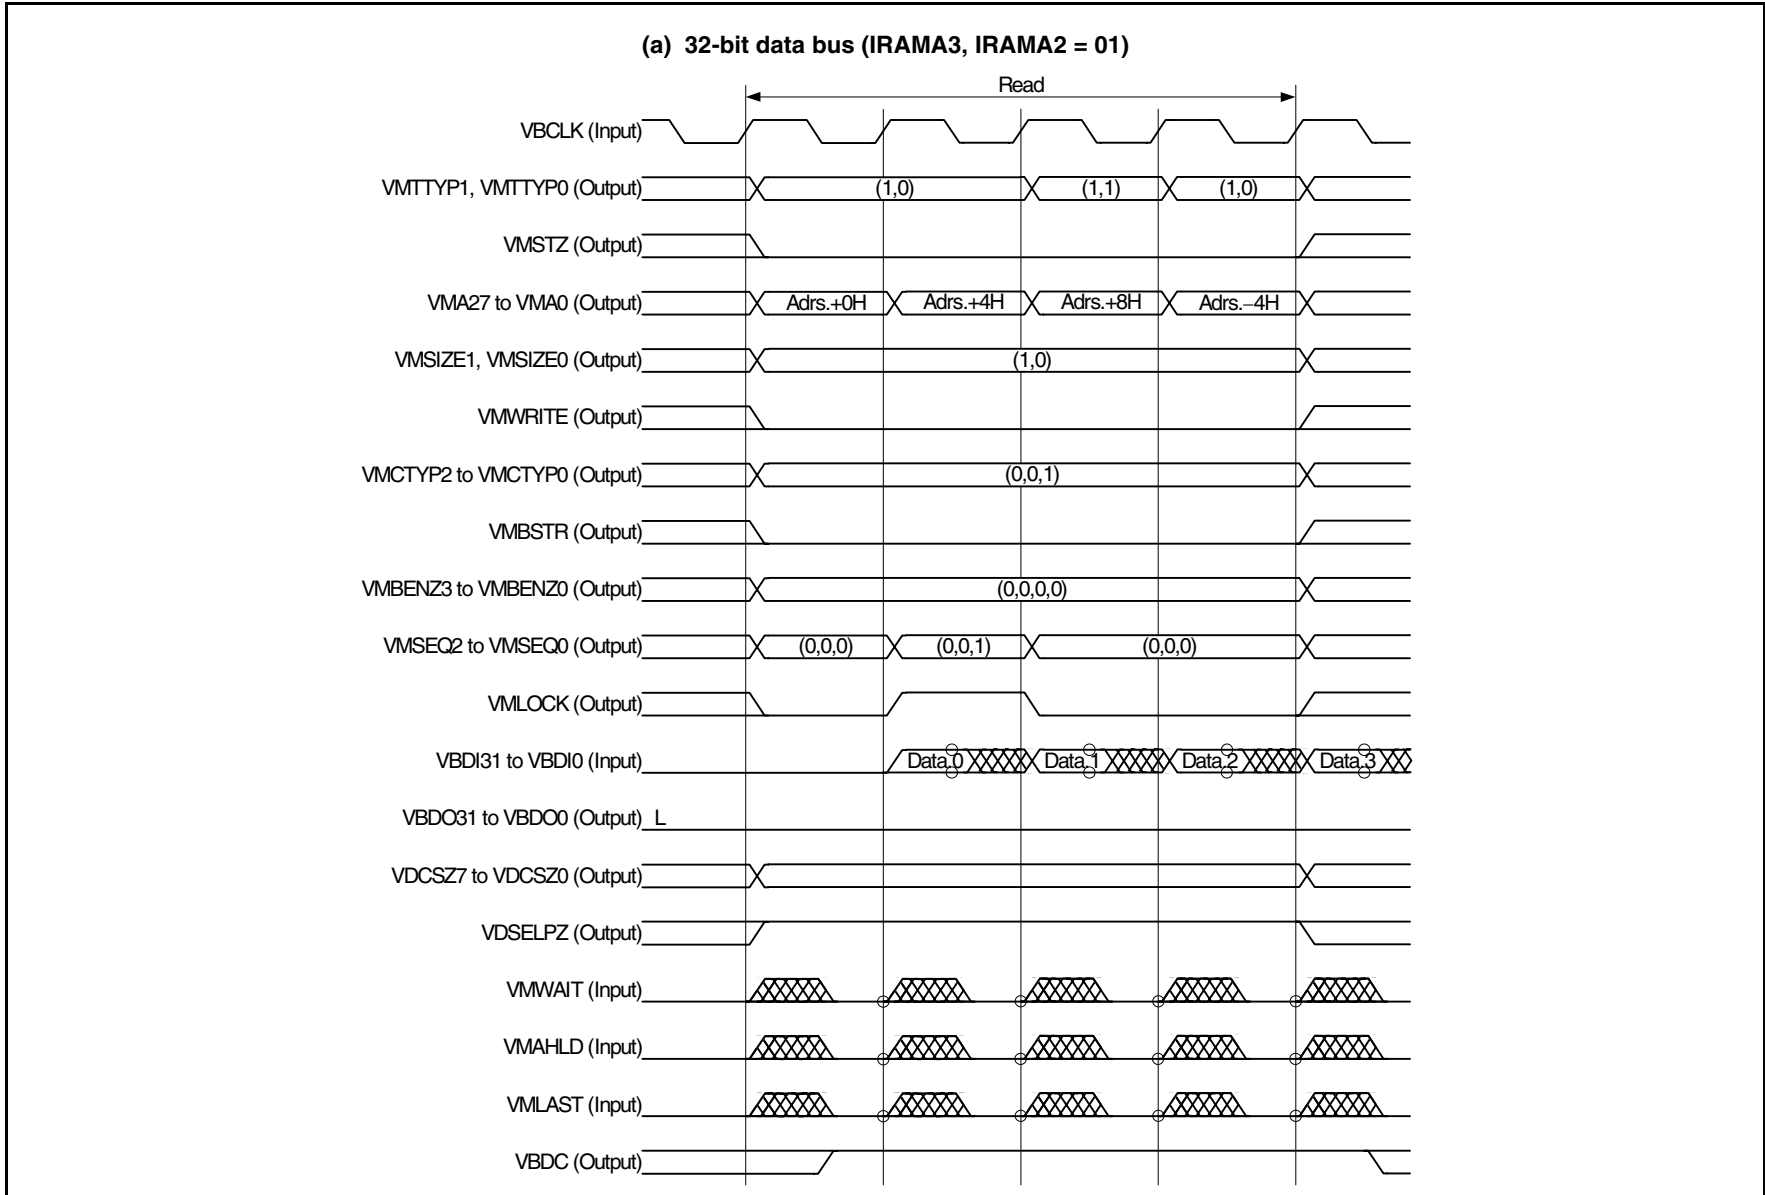 (a) 32-bit data bus (IRAMA3, IRAMA2 = 01)
Read
VBCLK (Input)
VMTTYP1, VMTTYP0 (Output) (1,0) (1,1) (1,0)
VMSTZ (Output)
VMA27 to VMA0 (Output) Adrs.+0H Adrs.+4H Adrs.+8H Adrs.−4H
VMSIZE1, VMSIZE0 (Output) (1,0)
VMWRITE (Output)
VMCTYP2 to VMCTYP0 (Output) (0,0,1)
VMBSTR (Output)
VMBENZ3 to VMBENZ0 (Output) (0,0,0,0)
VMSEQ2 to VMSEQ0 (Output) (0,0,0) (0,0,1) (0,0,0)
VMLOCK (Output)
VBDI31 to VBDI0 (Input) Data.0 Data.1 Data.2 Data.3
VBDO31 to VBDO0 (Output) L
VDCSZ7 to VDCSZ0 (Output)
VDSELPZ (Output)
VMWAIT (Input)
VMAHLD (Input)
VMLAST (Input)
VBDC (Output)